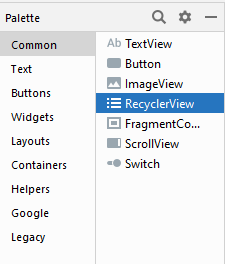 Palette
Common
Text
Buttons
Widgets
Layouts
Containers
Helpers
Google
Legacy
Ab TextView
Button
ImageView
RecyclerView
FragmentCo...
ScrollView
Switch